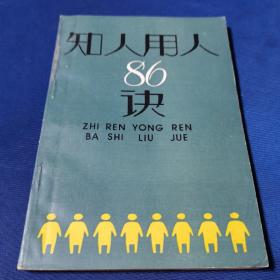 知人用人
86
诀
ZHI REN YONG REN
BA SHI LIU JUE